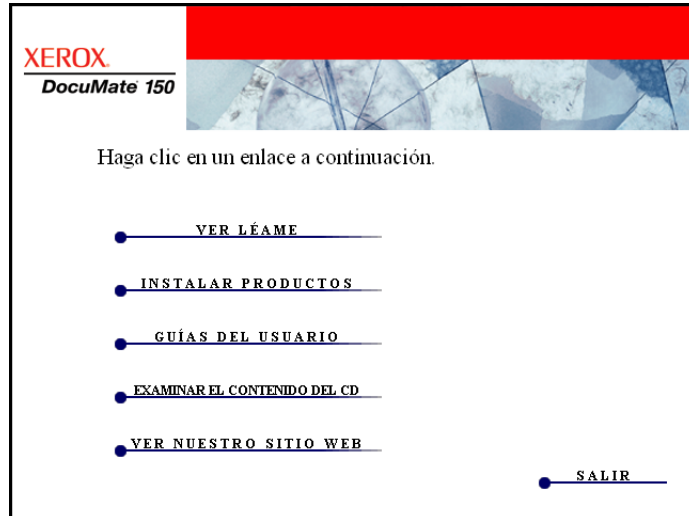 XEROX.
DocuMate 150
Haga clic en un enlace a continuación.
VER LÉAME
INSTALAR PRODUCTOS
GUÍAS DEL USUARIO
EXAMINAR EL CONTENIDO DEL CD
VER NUESTRO SITIO WEB
SALIR